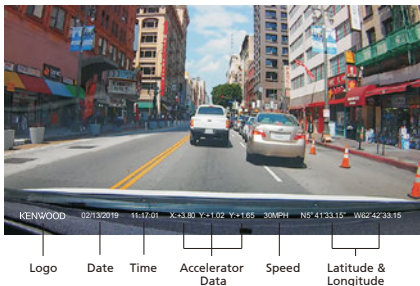 KENWOOD 02/13/2019 11:17:01 X:+3.80 Y:+1.02 Y:+1.65 30MPH N5°41'33.15" W62°42'33.15
Logo Date Time Accelerator Data Speed Latitude & Longitude